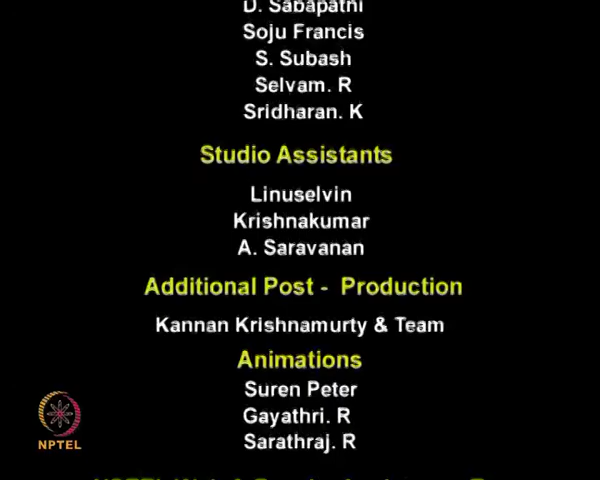 D. Sabapathi
Soju Francis
S. Subash
Selvam. R
Sridharan. K
Studio Assistants
Linuselvin
Krishnakumar
A. Saravanan
Additional Post - Production
Kannan Krishnamurty & Team
Animations
Suren Peter
Gayathri. R
Sarathraj. R
NPTEL